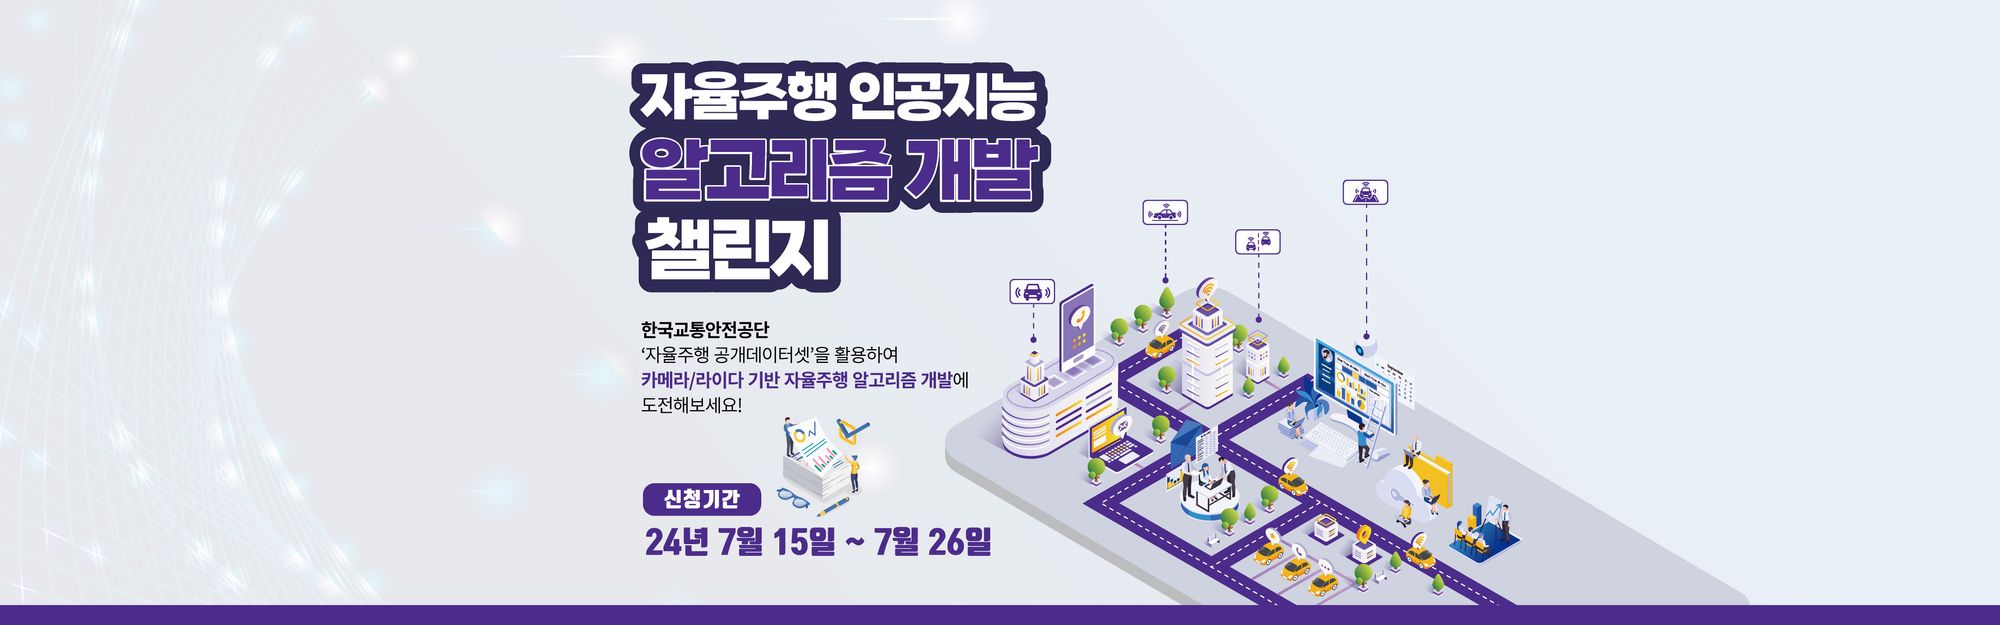 자율주행 인공지능
알고리즘 개발
챌린지
한국교통안전공단
‘자율주행 공개데이터셋’을 활용하여
카메라/라이다 기반 자율주행 알고리즘 개발에
도전해보세요!
신청기간
24년 7월 15일 ~ 7월 26일